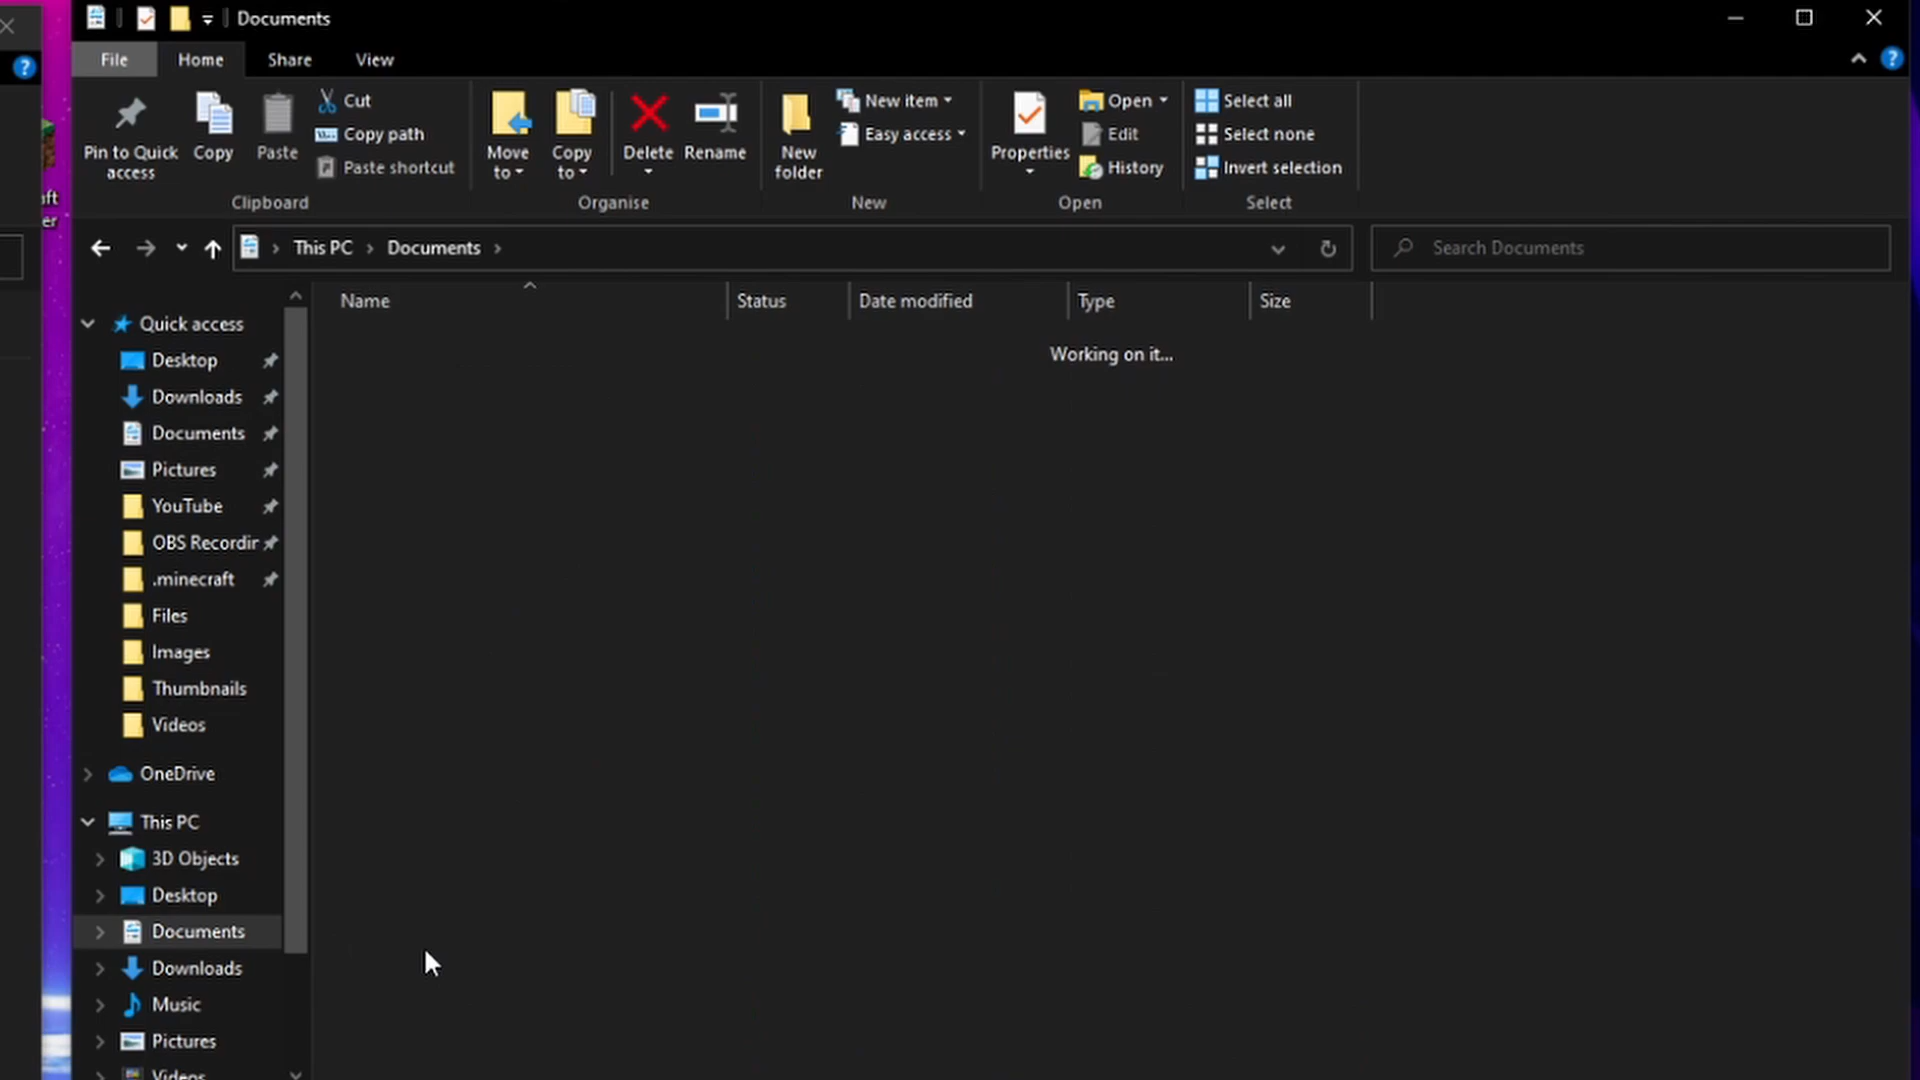 Documents
File Home Share View
Pin to Quick access
Copy
Paste
Cut
Copy path
Paste shortcut
Clipboard
Move to
Copy to
Delete
Rename
Organise
New folder
New item
Easy access
New
Properties
Open
Edit
History
Open
Select all
Select none
Invert selection
Select
This PC > Documents >
Search Documents
Name Status Date modified Type Size
Working on it...
Quick access
Desktop
Downloads
Documents
Pictures
YouTube
OBS Recordin
.minecraft
Files
Images
Thumbnails
Videos
OneDrive
This PC
3D Objects
Desktop
Documents
Downloads
Music
Pictures
Videos
aft
er